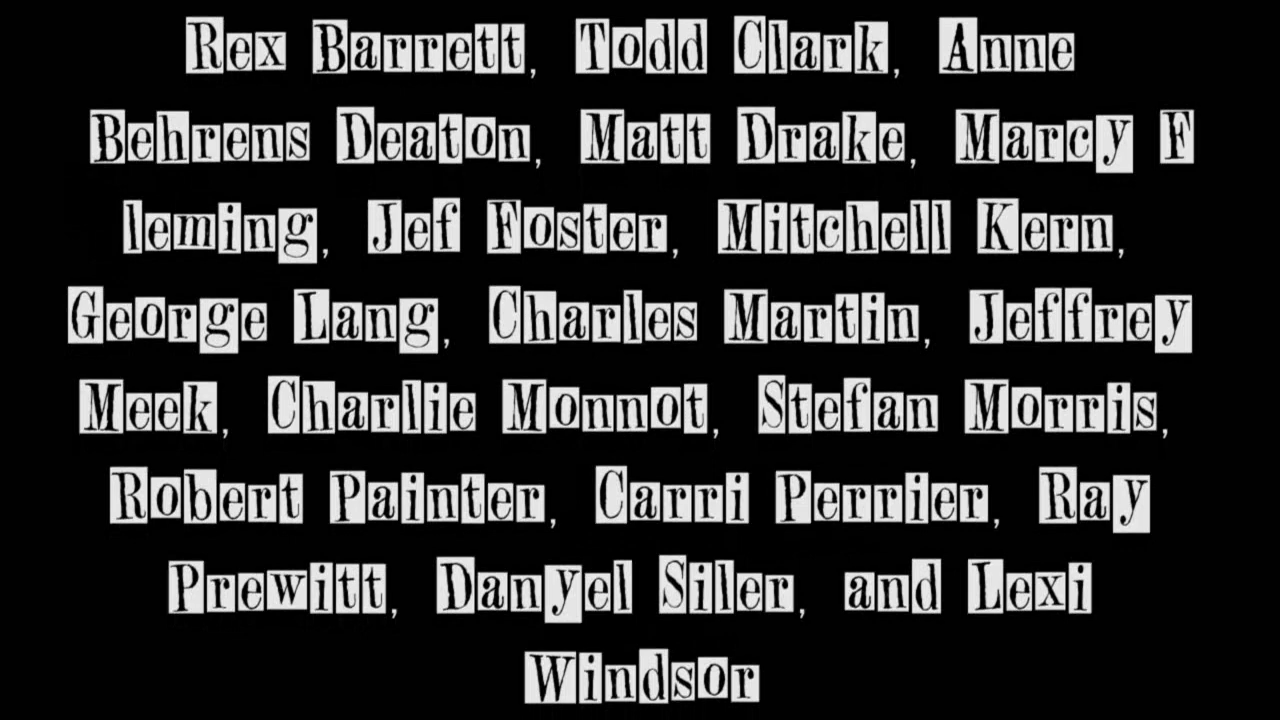 Rex Barrett, Todd Clark, Anne
Behrens Deaton, Matt Drake, Marcy F
leming, Jef Foster, Mitchell Kern,
George Lang, Charles Martin, Jeffrey
Meek, Charlie Monnot, Stefan Morris,
Robert Painter, Carri Perrier, Ray
Prewitt, Danyel Siler, and Lexi
Windsor